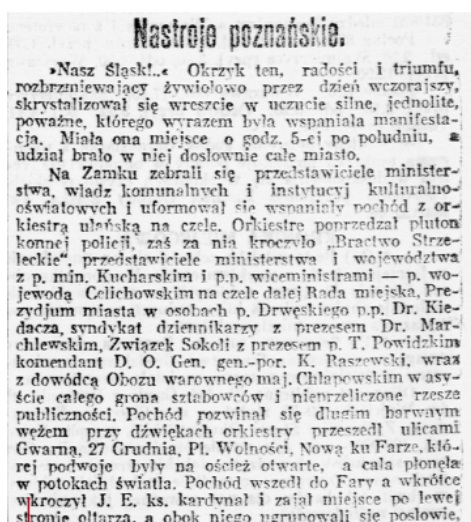 Nastroje poznańskie.
»Nasz Śląsk!..« Okrzyk ten, radości i triumfu,
rozbrzmiewający żywiołowo przez dzień wczorajszy,
skrystalizował się wreszcie w uczucie silne, jednolite,
poważne, którego wyrazem była wspaniała manifesta-
cja. Miała ona miejsce o godz. 5-ej po południu, a
udział brało w niej dosłownie całe miasto.
Na Zamku zebrali się przedstawiciele minister-
stwa, władz komunalnych i instytucyj kulturalno-
oświatowych i uformował się wspaniały pochód z or-
kiestrą ułańską na czele. Orkiestrę poprzedzał pluton
konnej policji, zaś za nią kroczyło „Bractwo Strze-
leckie“, przedstawiciele ministerstwa i województwa
z p. min. Kucharskim i p.p. wiceministrami — p. wo-
jewodą Celichowskim na czele dalej Rada miejska, Pre-
zydjum miasta w osobach p. Drwęskiego p.p. Dr. Kie-
dacza, syndykat dziennikarzy z prezesem Dr. Mar-
chlewskim, Związek Sokoli z prezesem p. T. Powidzkim
komendant D. O. Gen. gen.-por. K. Raszewski, wraz
z dowódcą Obozu warownego maj. Chłapowskim w asy-
ście całego grona sztabowców i nieprzeliczone rzesze
publiczności. Pochód rozwinął się długim barwnym
wężem przy dźwiękach orkiestry przeszedł ulicami
Gwarną, 27 Grudnia, Pl. Wolności, Nową ku Farze, któ-
rej podwoje były na oścież otwarte, a cała płonęła
w potokach światła. Pochód wszedł do Fary a wkrótce
wkroczył J. E. ks. kardynał i zajął miejsce po lewej
stronie ołtarza, a obok niego ugrupowali się posłowie,